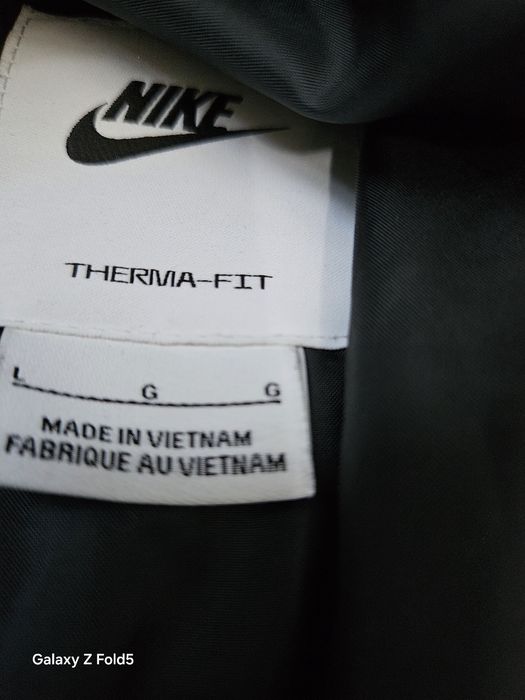 NIKE
THERMA-FIT
L G G
MADE IN VIETNAM
FABRIQUE AU VIETNAM
Galaxy Z Fold5